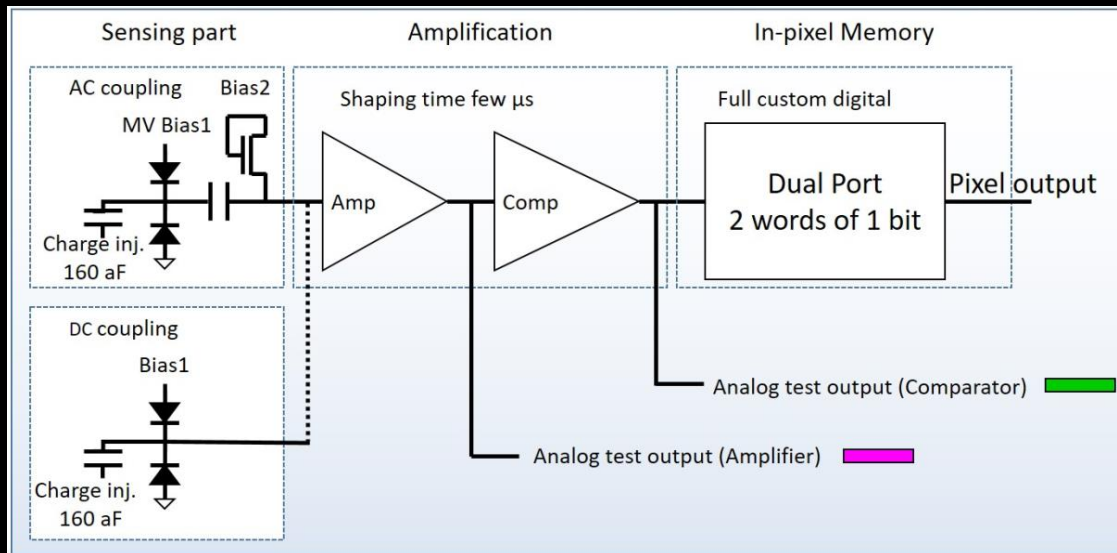 Sensing part
Amplification
In-pixel Memory
AC coupling
Bias2
MV Bias1
Charge inj.
160 aF
Shaping time few μs
Amp
Comp
Full custom digital
Dual Port
2 words of 1 bit
Pixel output
DC coupling
Bias1
Charge inj.
160 aF
Analog test output (Comparator)
Analog test output (Amplifier)